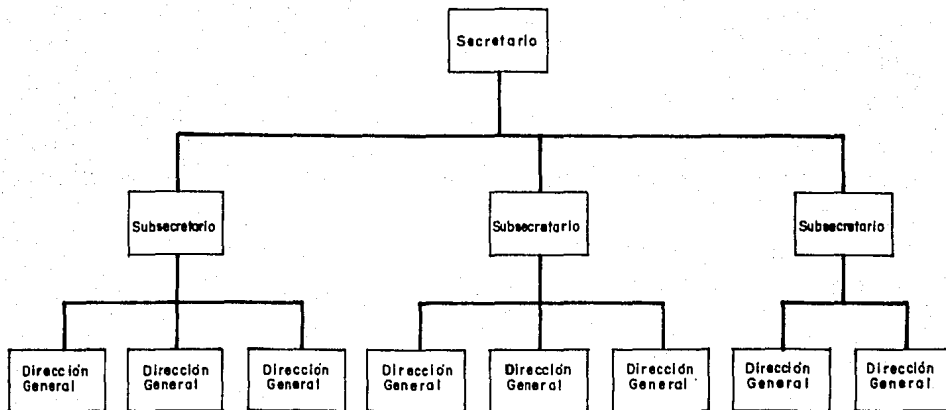 Secretario
Subsecretario
Subsecretario
Subsecretario
Dirección
General
Dirección
General
Dirección
General
Dirección
General
Dirección
General
Dirección
General
Dirección
General
Dirección
General